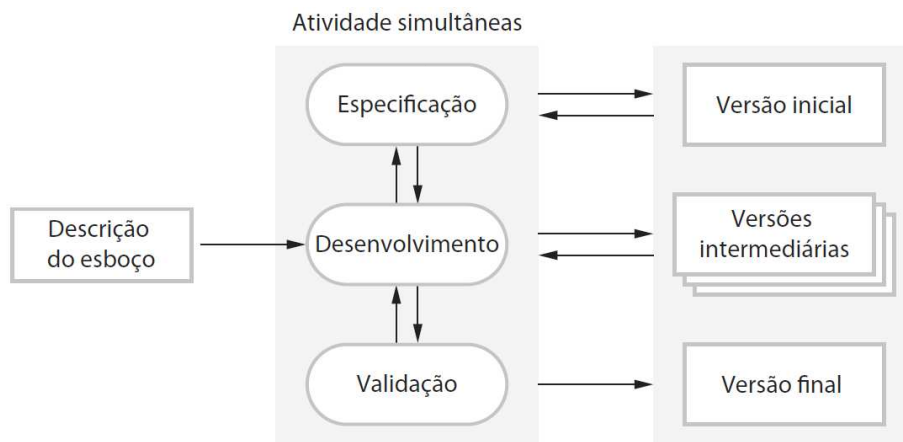 Atividade simultâneas
Especificação
Versão inicial
Descrição
do esboço
Desenvolvimento
Versões
intermediárias
Validação
Versão final